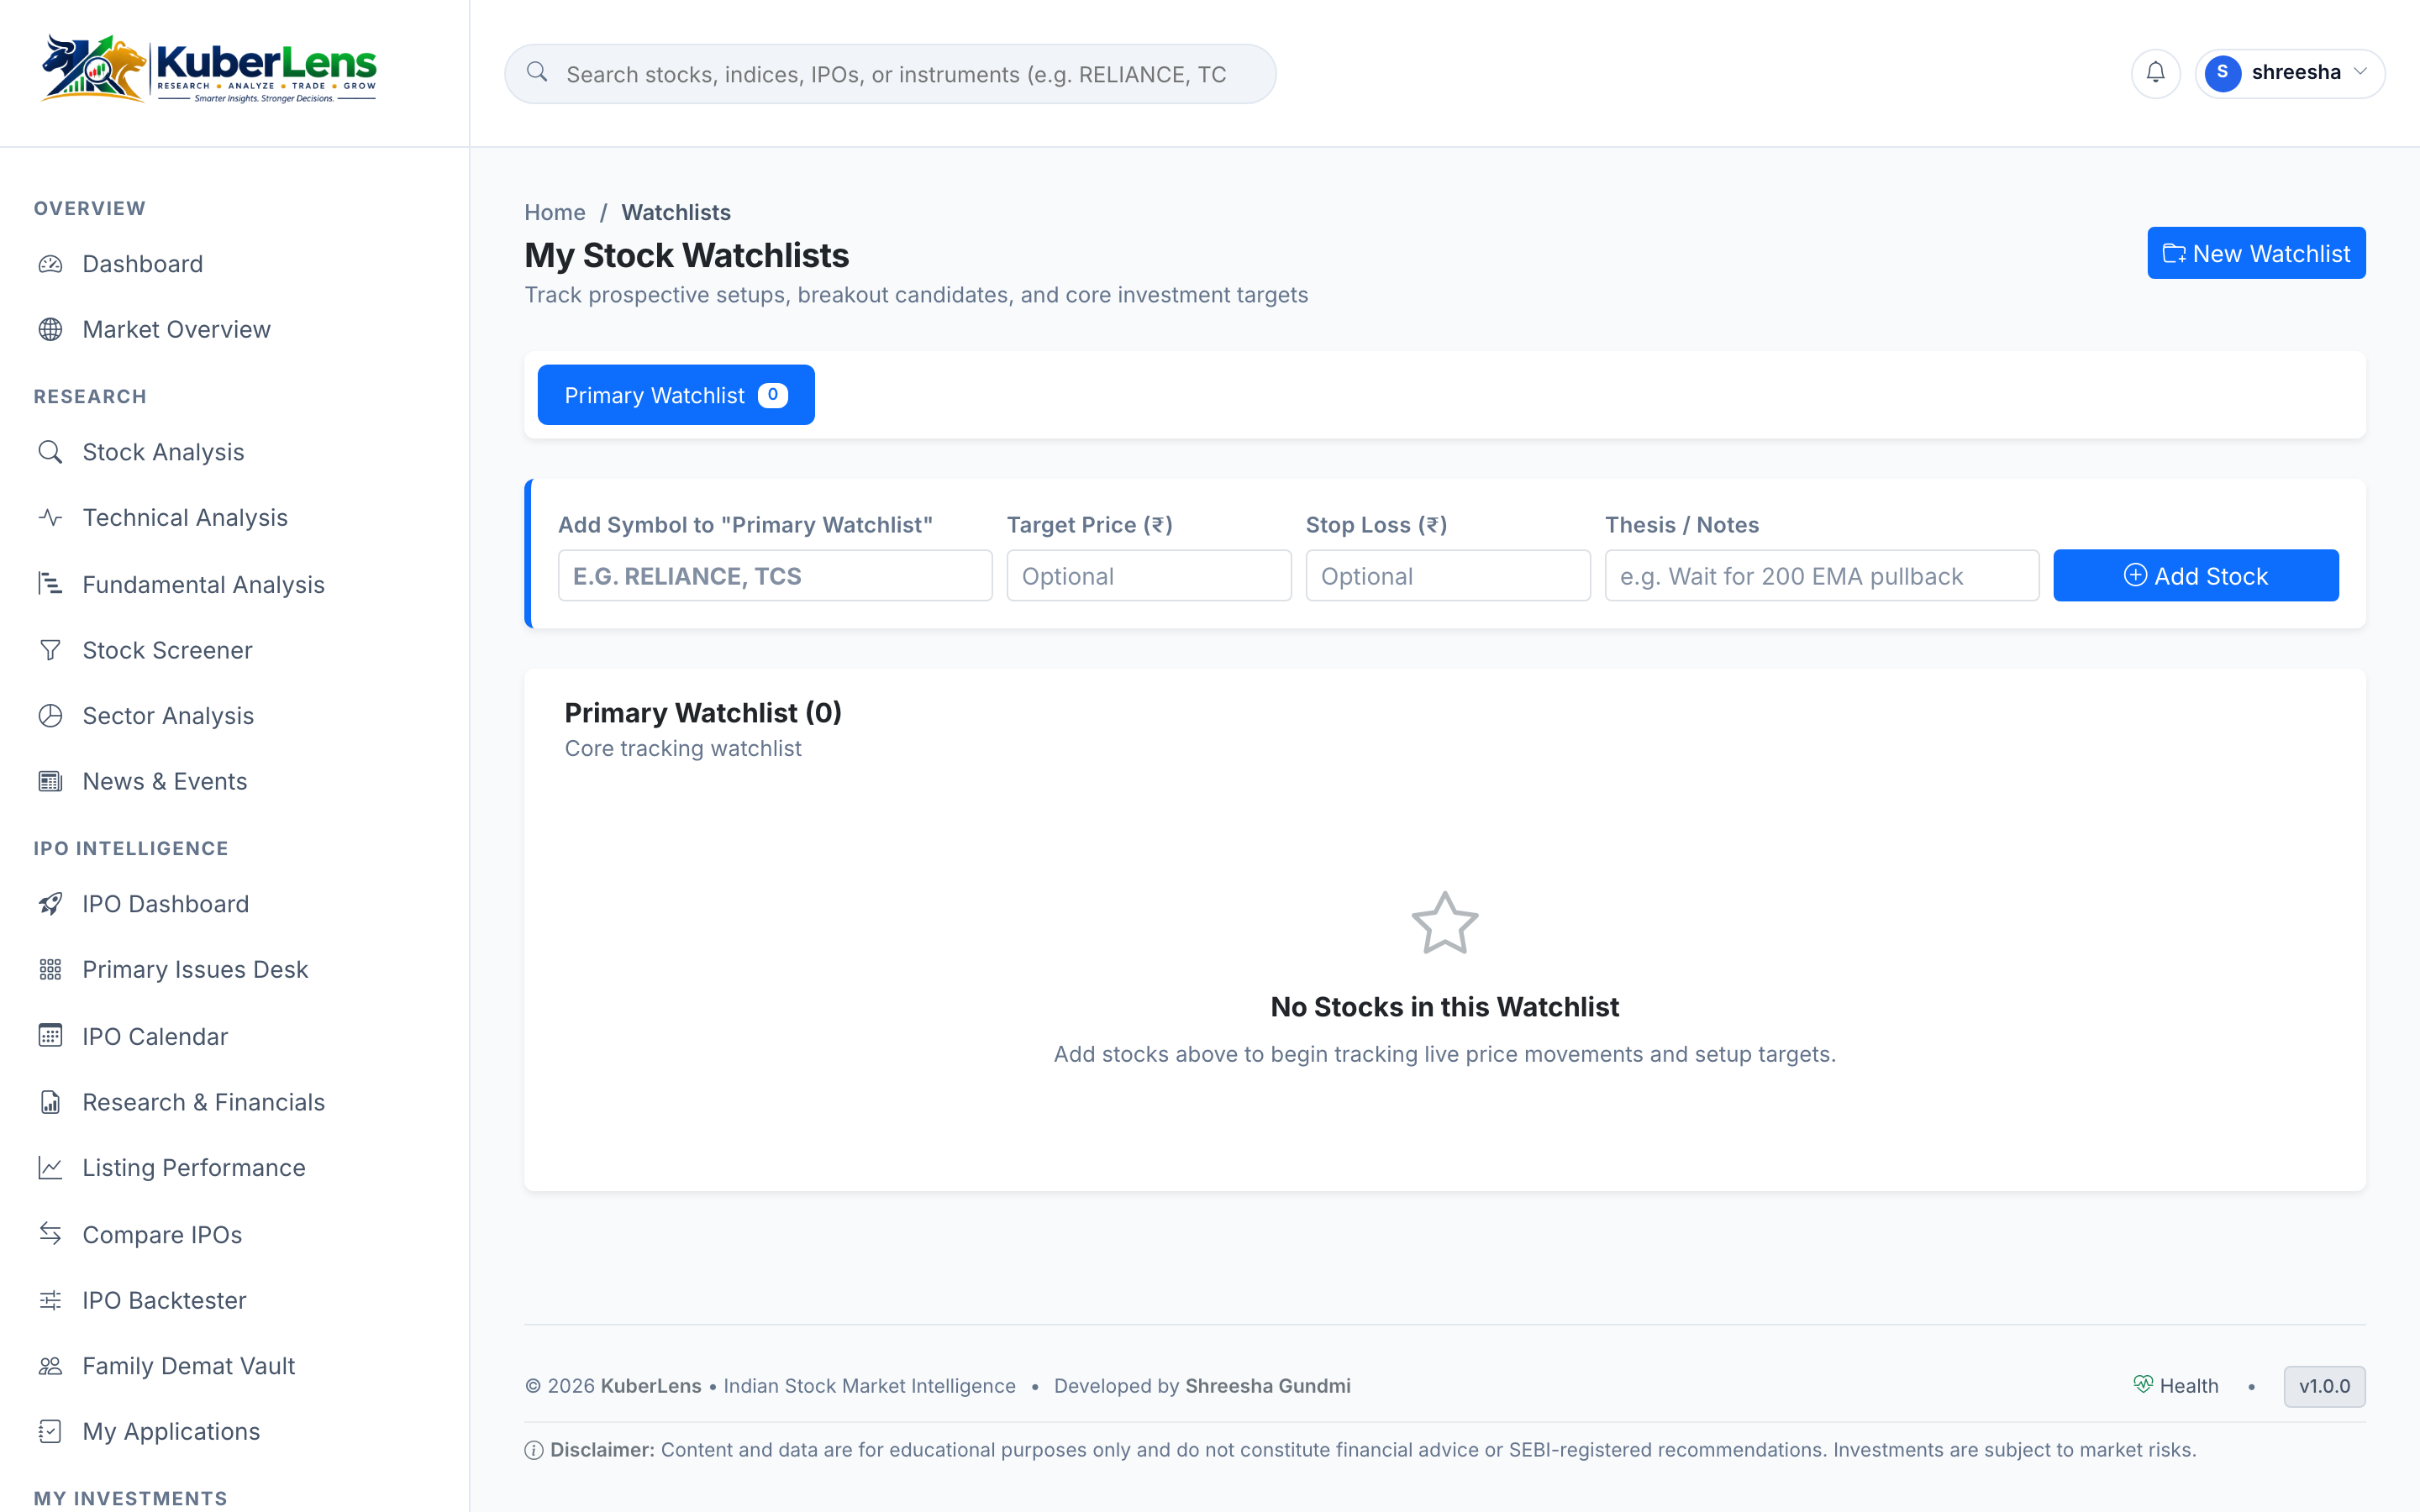 KuberLens
RESEARCH • ANALYZE • TRADE • GROW
Smarter Insights. Stronger Decisions.
Search stocks, indices, IPOs, or instruments (e.g. RELIANCE, TC
S
shreesha
OVERVIEW
Dashboard
Market Overview
RESEARCH
Stock Analysis
Technical Analysis
Fundamental Analysis
Stock Screener
Sector Analysis
News & Events
IPO INTELLIGENCE
IPO Dashboard
Primary Issues Desk
IPO Calendar
Research & Financials
Listing Performance
Compare IPOs
IPO Backtester
Family Demat Vault
My Applications
MY INVESTMENTS
Home / Watchlists
My Stock Watchlists
Track prospective setups, breakout candidates, and core investment targets
New Watchlist
Primary Watchlist 0
Add Symbol to "Primary Watchlist" Target Price (₹) Stop Loss (₹) Thesis / Notes
E.G. RELIANCE, TCS Optional Optional e.g. Wait for 200 EMA pullback Add Stock
Primary Watchlist (0)
Core tracking watchlist
No Stocks in this Watchlist
Add stocks above to begin tracking live price movements and setup targets.
© 2026 KuberLens • Indian Stock Market Intelligence • Developed by Shreesha Gundmi
Health • v1.0.0
Disclaimer: Content and data are for educational purposes only and do not constitute financial advice or SEBI-registered recommendations. Investments are subject to market risks.